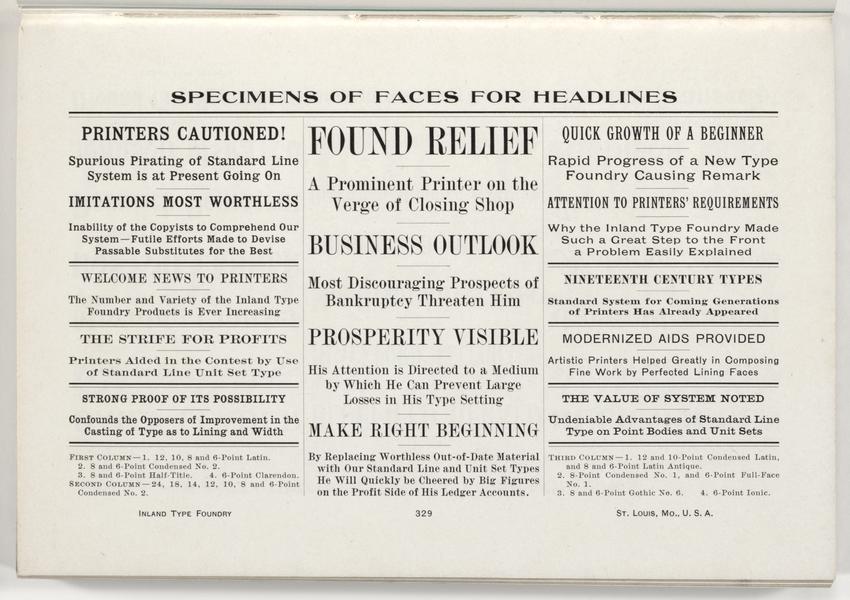 SPECIMENS OF FACES FOR HEADLINES
PRINTERS CAUTIONED!
Spurious Pirating of Standard Line
System is at Present Going On
IMITATIONS MOST WORTHLESS
Inability of the Copyists to Comprehend Our
System—Futile Efforts Made to Devise
Passable Substitutes for the Best
WELCOME NEWS TO PRINTERS
The Number and Variety of the Inland Type
Foundry Products is Ever Increasing
THE STRIFE FOR PROFITS
Printers Aided in the Contest by Use
of Standard Line Unit Set Type
STRONG PROOF OF ITS POSSIBILITY
Confounds the Opposers of Improvement in the
Casting of Type as to Lining and Width
FIRST COLUMN—1. 12, 10, 8 and 6-Point Latin.
2. 8 and 6-Point Condensed No. 2.
3. 8 and 6-Point Half-Title. 4. 6-Point Clarendon.
SECOND COLUMN—24, 18, 14, 12, 10, 8 and 6-Point
Condensed No. 2.
FOUND RELIEF
A Prominent Printer on the
Verge of Closing Shop
BUSINESS OUTLOOK
Most Discouraging Prospects of
Bankruptcy Threaten Him
PROSPERITY VISIBLE
His Attention is Directed to a Medium
by Which He Can Prevent Large
Losses in His Type Setting
MAKE RIGHT BEGINNING
By Replacing Worthless Out-of-Date Material
with Our Standard Line and Unit Set Types
He Will Quickly be Cheered by Big Figures
on the Profit Side of His Ledger Accounts.
QUICK GROWTH OF A BEGINNER
Rapid Progress of a New Type
Foundry Causing Remark
ATTENTION TO PRINTERS' REQUIREMENTS
Why the Inland Type Foundry Made
Such a Great Step to the Front
a Problem Easily Explained
NINETEENTH CENTURY TYPES
Standard System for Coming Generations
of Printers Has Already Appeared
MODERNIZED AIDS PROVIDED
Artistic Printers Helped Greatly in Composing
Fine Work by Perfected Lining Faces
THE VALUE OF SYSTEM NOTED
Undeniable Advantages of Standard Line
Type on Point Bodies and Unit Sets
THIRD COLUMN—1. 12 and 10-Point Condensed Latin,
and 8 and 6-Point Latin Antique.
2. 8-Point Condensed No. 1, and 6-Point Full-Face
No. 1.
3. 8 and 6-Point Gothic No. 6. 4. 6-Point Ionic.
INLAND TYPE FOUNDRY
329
ST. LOUIS, MO., U. S. A.